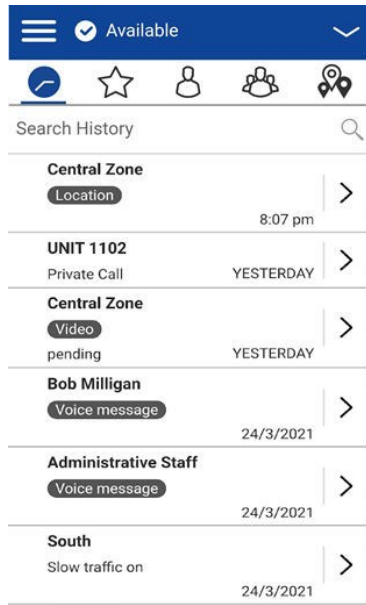 Available
Search History
Central Zone
Location
8:07 pm
UNIT 1102
Private Call YESTERDAY
Central Zone
Video
pending YESTERDAY
Bob Milligan
Voice message
24/3/2021
Administrative Staff
Voice message
24/3/2021
South
Slow traffic on
24/3/2021